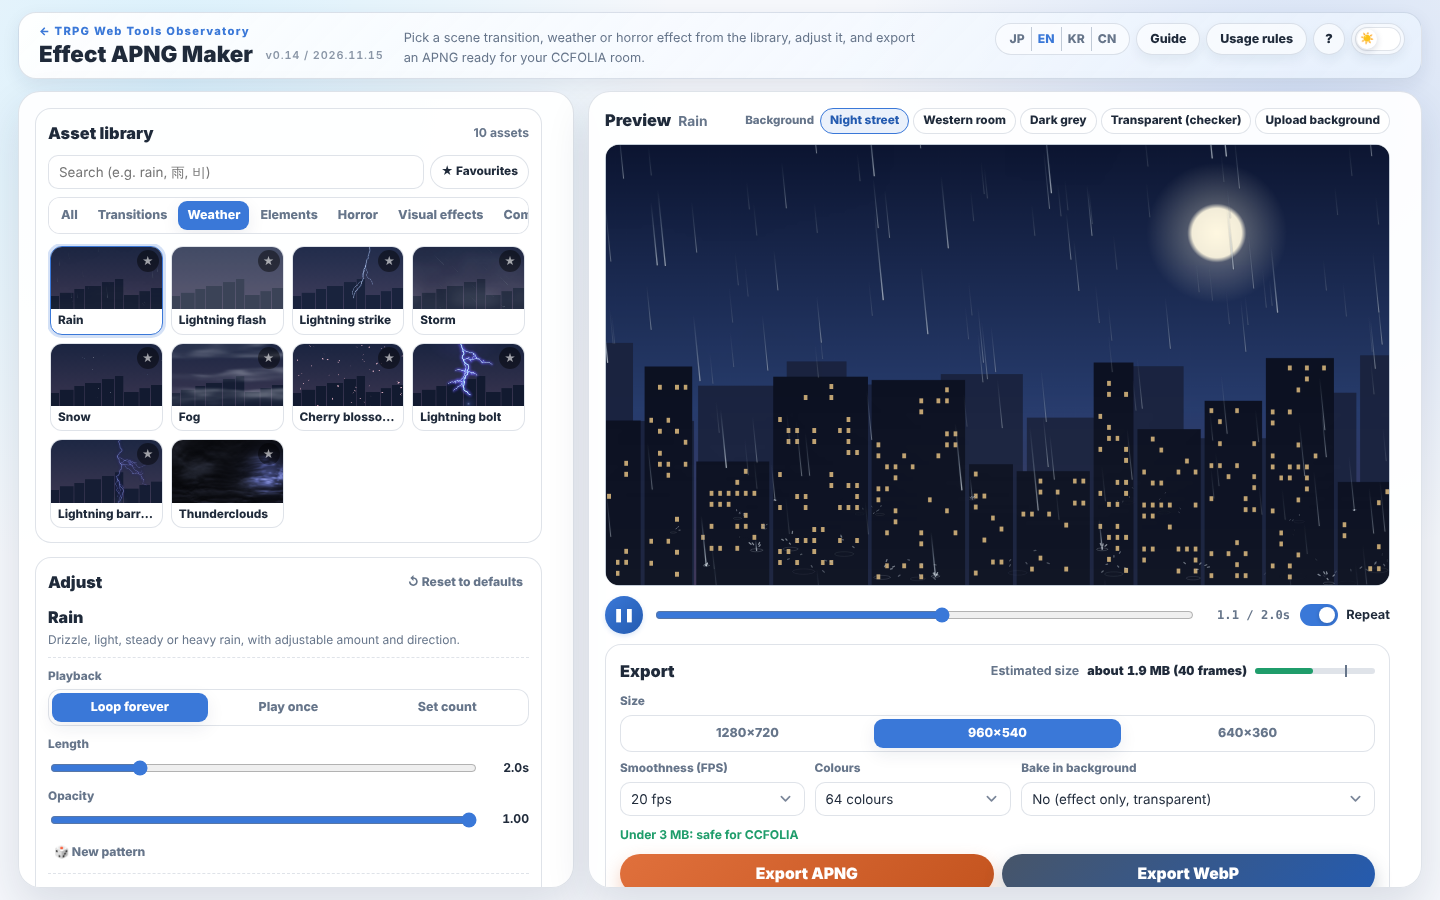 ← TRPG Web Tools Observatory
Effect APNG Maker v0.14 / 2026.11.15
Pick a scene transition, weather or horror effect from the library, adjust it, and export
an APNG ready for your CCFOLIA room.
JP EN KR CN Guide Usage rules ?
Asset library 10 assets
Search (e.g. rain, 雨, 비)
★ Favourites
All Transitions Weather Elements Horror Visual effects Com
Rain Lightning flash Lightning strike Storm
Snow Fog Cherry blosso... Lightning bolt
Lightning barr... Thunderclouds
Adjust ↺ Reset to defaults
Rain
Drizzle, light, steady or heavy rain, with adjustable amount and direction.
Playback
Loop forever Play once Set count
Length
2.0s
Opacity
1.00
🎲 New pattern
Preview Rain Background Night street Western room Dark grey Transparent (checker) Upload background
1.1 / 2.0s Repeat
Export Estimated size about 1.9 MB (40 frames)
Size
1280×720 960×540 640×360
Smoothness (FPS) Colours Bake in background
20 fps 64 colours No (effect only, transparent)
Under 3 MB: safe for CCFOLIA
Export APNG Export WebP